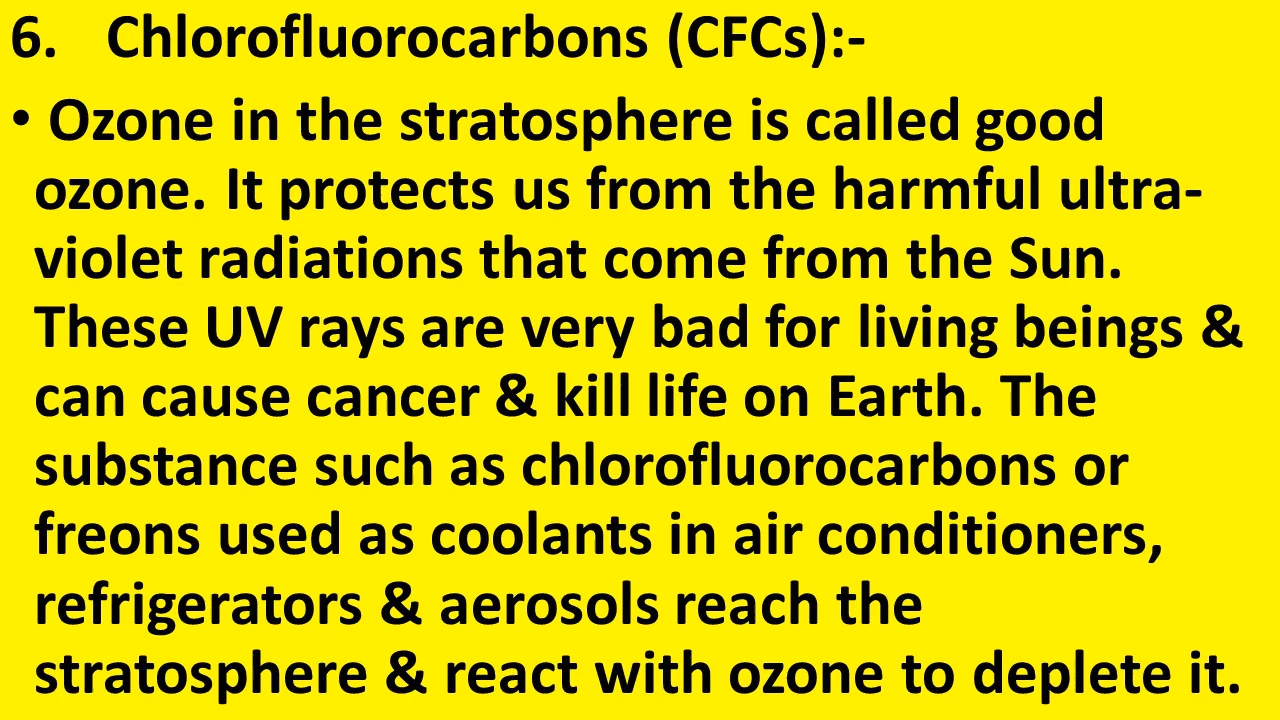 6. Chlorofluorocarbons (CFCs):-
• Ozone in the stratosphere is called good
ozone. It protects us from the harmful ultra-
violet radiations that come from the Sun.
These UV rays are very bad for living beings &
can cause cancer & kill life on Earth. The
substance such as chlorofluorocarbons or
freons used as coolants in air conditioners,
refrigerators & aerosols reach the
stratosphere & react with ozone to deplete it.